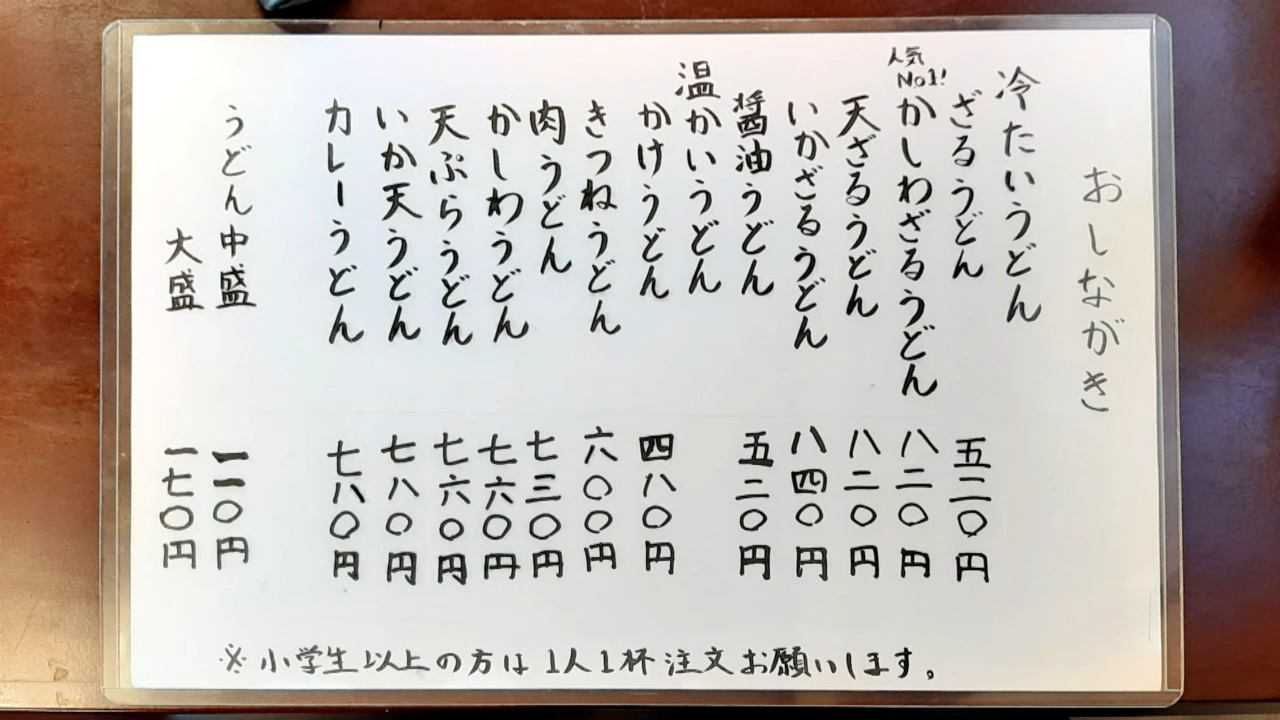 おしながき
冷たいうどん
ざるうどん 五二〇円
人気No1!
かしわざるうどん 八二〇円
天ざるうどん 八二〇円
いかざるうどん 八四〇円
醤油うどん 五二〇円
温かいうどん
かけうどん 四八〇円
きつねうどん 六〇〇円
肉うどん 七三〇円
かしわうどん 七六〇円
天ぷらうどん 七六〇円
いか天うどん 七八〇円
カレーうどん 七八〇円
うどん中盛 一一〇円
大盛 一七〇円
※小学生以上の方は1人1杯注文お願いします。